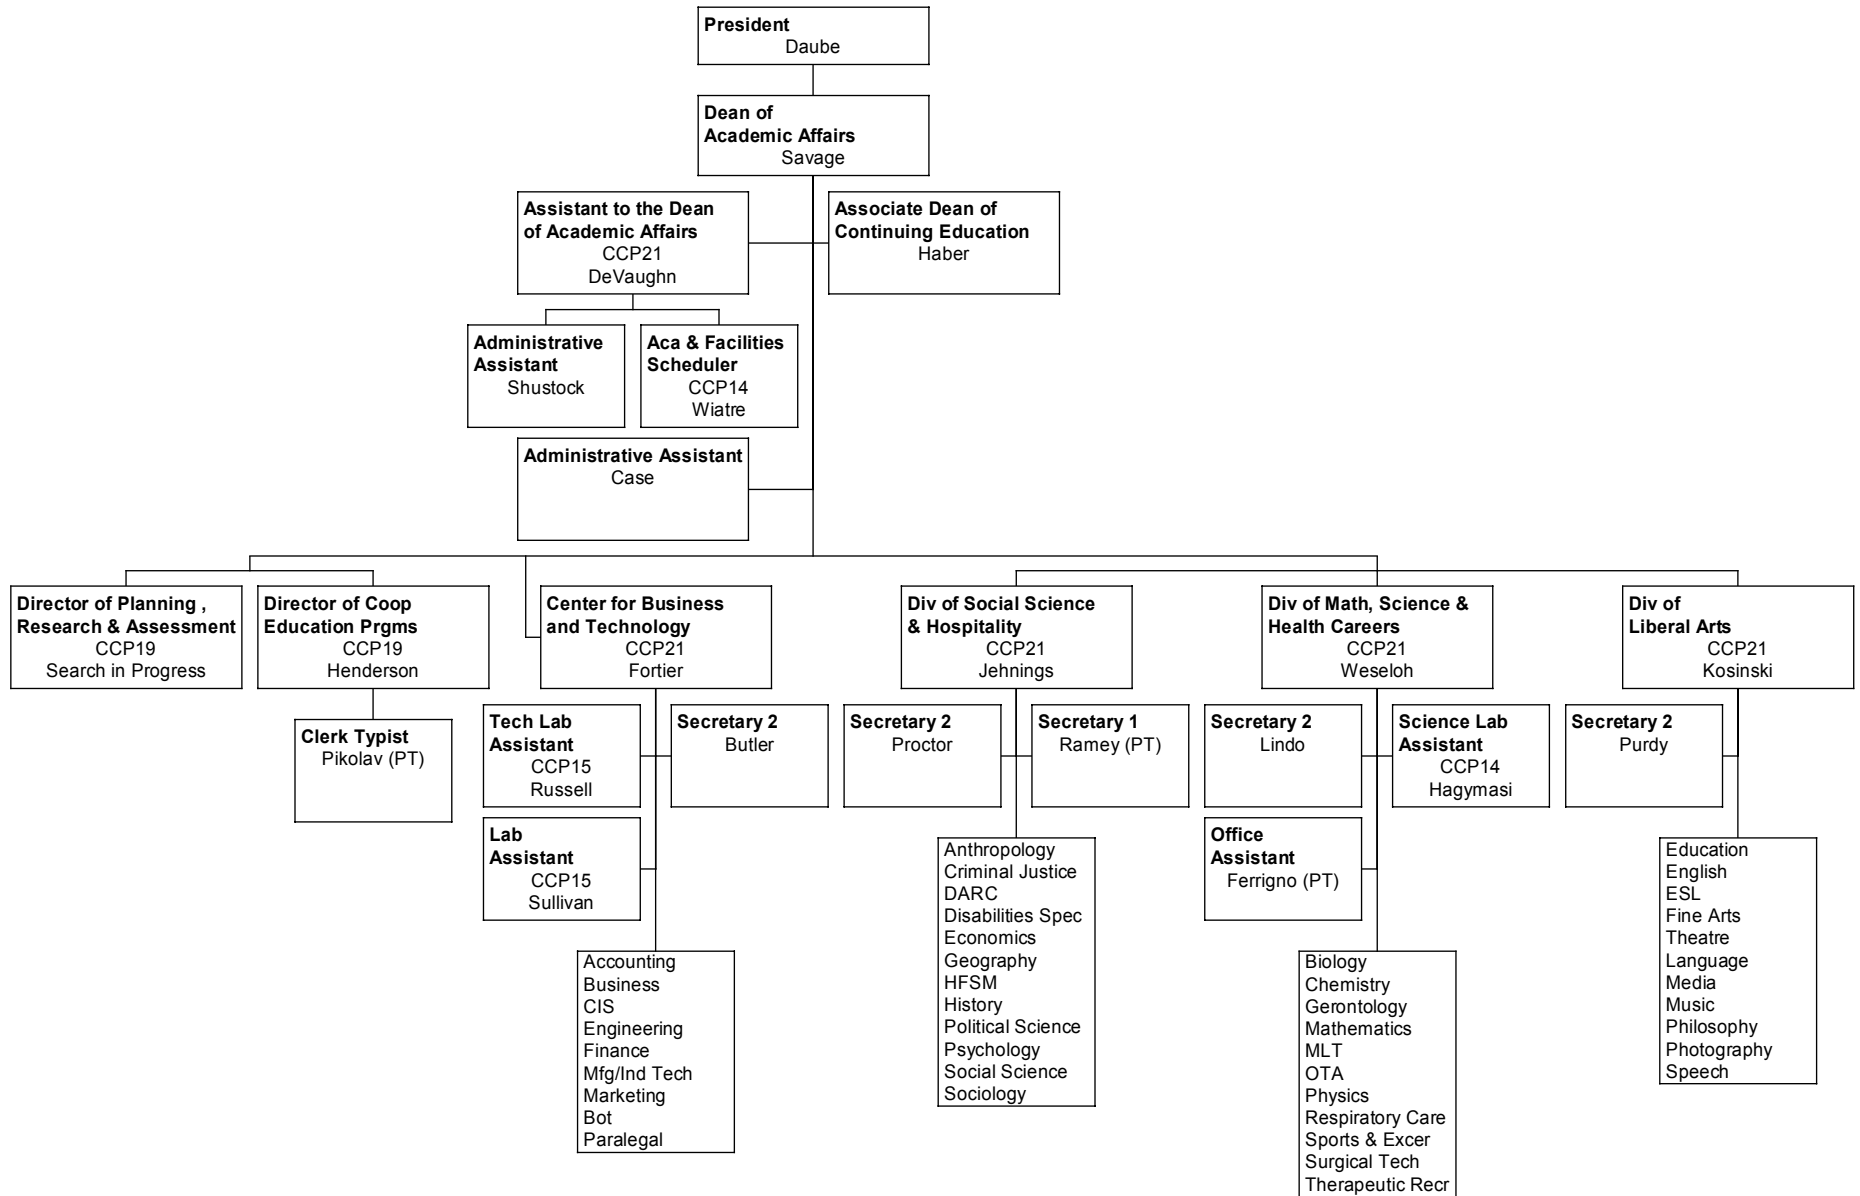 President
Daube
Dean of
Academic Affairs
Savage
Assistant to the Dean
of Academic Affairs
CCP21
DeVaughn
Associate Dean of
Continuing Education
Haber
Administrative
Assistant
Shustock
Aca & Facilities
Scheduler
CCP14
Wiatre
Administrative Assistant
Case
Director of Planning ,
Research & Assessment
CCP19
Search in Progress
Director of Coop
Education Prgms
CCP19
Henderson
Clerk Typist
Pikolav (PT)
Center for Business
and Technology
CCP21
Fortier
Tech Lab
Assistant
CCP15
Russell
Secretary 2
Butler
Lab
Assistant
CCP15
Sullivan
Accounting
Business
CIS
Engineering
Finance
Mfg/Ind Tech
Marketing
Bot
Paralegal
Div of Social Science
& Hospitality
CCP21
Jehnings
Secretary 2
Proctor
Secretary 1
Ramey (PT)
Anthropology
Criminal Justice
DARC
Disabilities Spec
Economics
Geography
HFSM
History
Political Science
Psychology
Social Science
Sociology
Div of Math, Science &
Health Careers
CCP21
Weseloh
Secretary 2
Lindo
Science Lab
Assistant
CCP14
Hagymasi
Office
Assistant
Ferrigno (PT)
Biology
Chemistry
Gerontology
Mathematics
MLT
OTA
Physics
Respiratory Care
Sports & Excer
Surgical Tech
Therapeutic Recr
Div of
Liberal Arts
CCP21
Kosinski
Secretary 2
Purdy
Education
English
ESL
Fine Arts
Theatre
Language
Media
Music
Philosophy
Photography
Speech